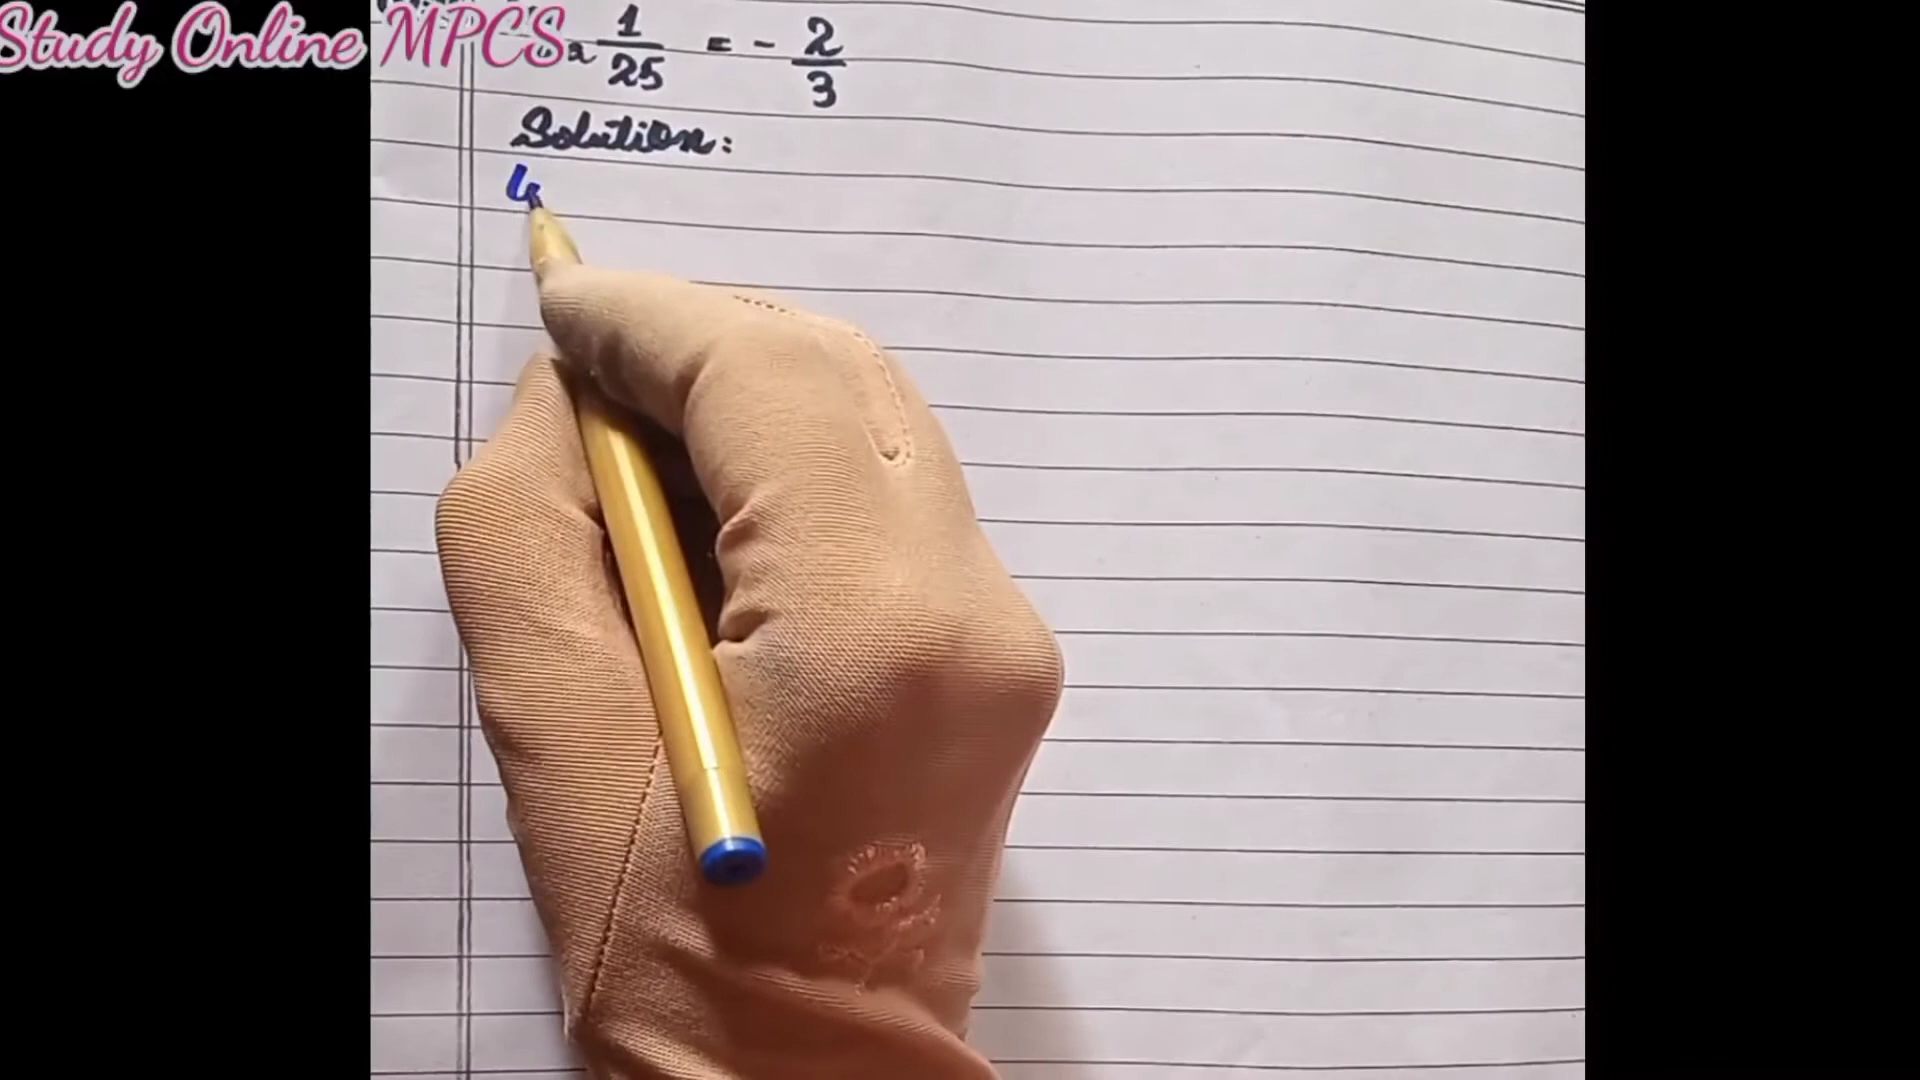 Study Online MPCS
1/25 = - 2/3
Solution: